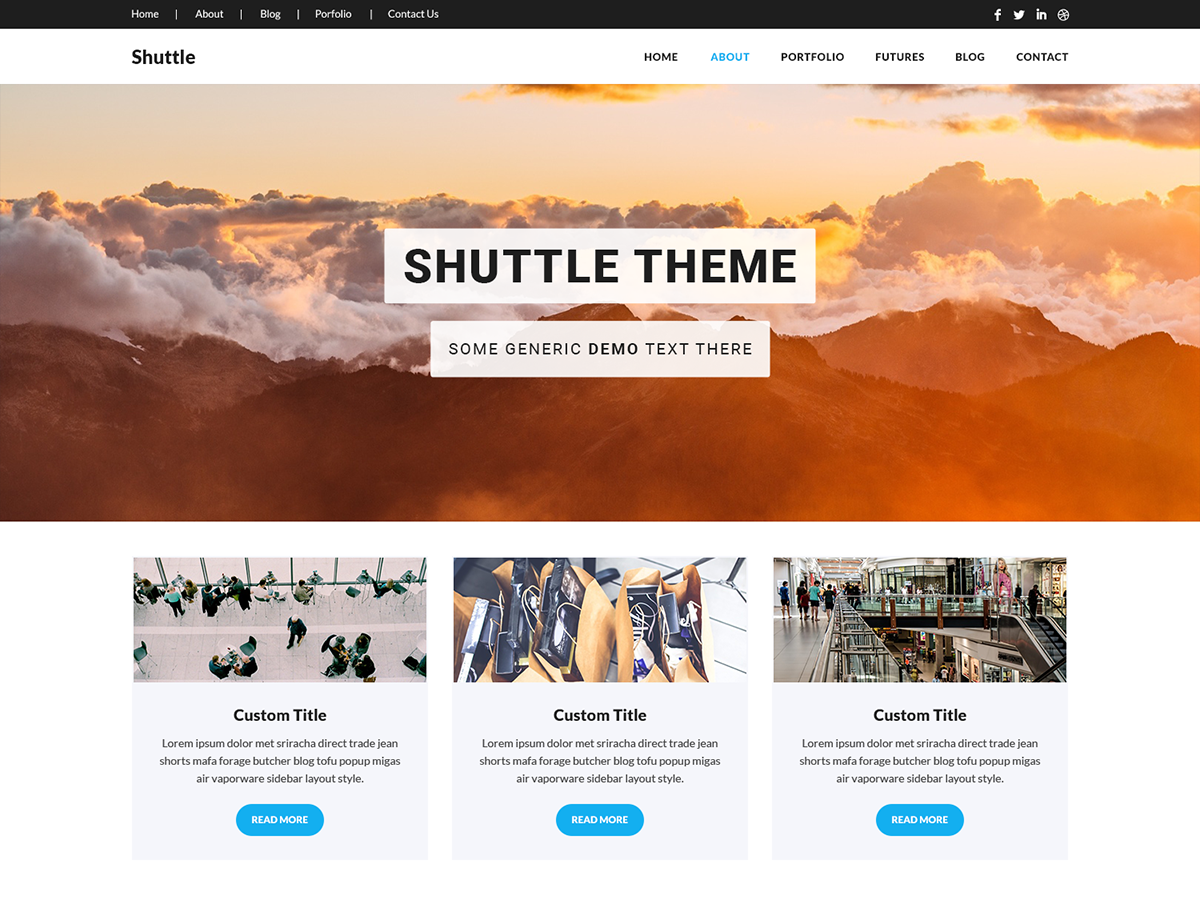 Home | About | Blog | Porfolio | Contact Us
Shuttle
HOME ABOUT PORTFOLIO FUTURES BLOG CONTACT
SHUTTLE THEME
SOME GENERIC DEMO TEXT THERE
Custom Title
Lorem ipsum dolor met sriracha direct trade jean
shorts mafa forage butcher blog tofu popup migas
air vaporware sidebar layout style.
READ MORE
Custom Title
Lorem ipsum dolor met sriracha direct trade jean
shorts mafa forage butcher blog tofu popup migas
air vaporware sidebar layout style.
READ MORE
Custom Title
Lorem ipsum dolor met sriracha direct trade jean
shorts mafa forage butcher blog tofu popup migas
air vaporware sidebar layout style.
READ MORE